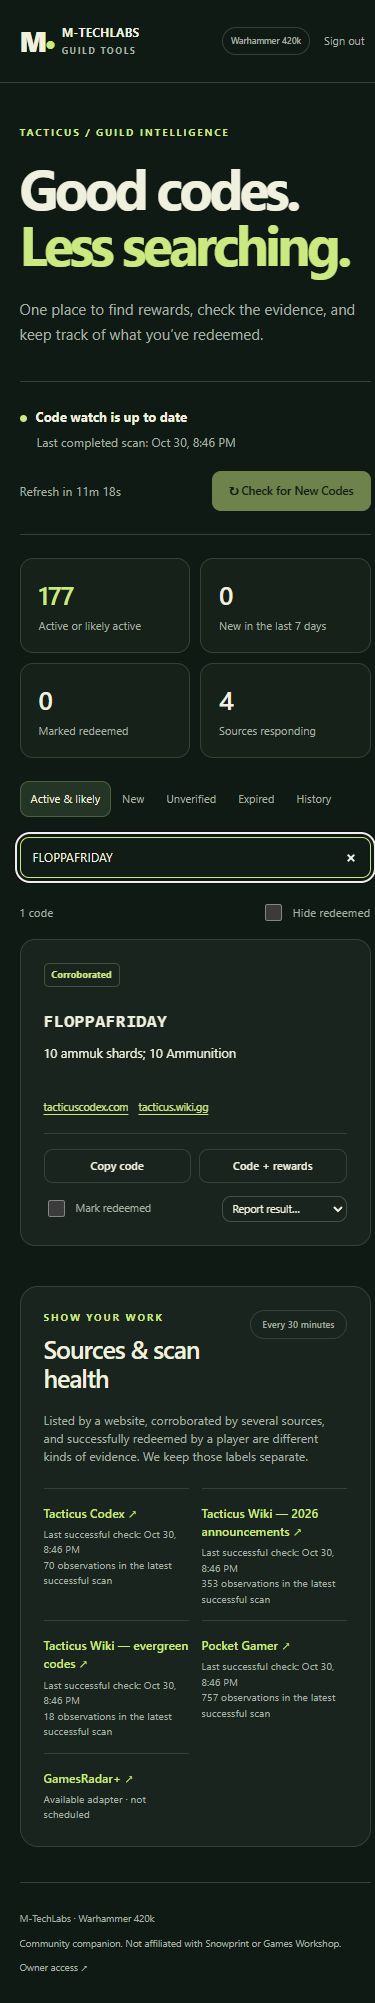 M.
M-TECHLABS
GUILD TOOLS
Warhammer 420k
Sign out
TACTICUS / GUILD INTELLIGENCE
Good codes.
Less searching.
One place to find rewards, check the evidence, and
keep track of what you’ve redeemed.
Code watch is up to date
Last completed scan: Oct 30, 8:46 PM
Refresh in 11m 18s
↻ Check for New Codes
177
Active or likely active
0
New in the last 7 days
0
Marked redeemed
4
Sources responding
Active & likely
New
Unverified
Expired
History
FLOPPAFRIDAY
×
1 code
Hide redeemed
Corroborated
FLOPPAFRIDAY
10 ammuk shards; 10 Ammunition
tacticuscodex.com
tacticus.wiki.gg
Copy code
Code + rewards
Mark redeemed
Report result...
SHOW YOUR WORK
Every 30 minutes
Sources & scan
health
Listed by a website, corroborated by several sources,
and successfully redeemed by a player are different
kinds of evidence. We keep those labels separate.
Tacticus Codex ↗
Last successful check: Oct 30,
8:46 PM
70 observations in the latest
successful scan
Tacticus Wiki — 2026
announcements ↗
Last successful check: Oct 30,
8:46 PM
353 observations in the latest
successful scan
Tacticus Wiki — evergreen
codes ↗
Last successful check: Oct 30,
8:46 PM
18 observations in the latest
successful scan
Pocket Gamer ↗
Last successful check: Oct 30,
8:46 PM
757 observations in the latest
successful scan
GamesRadar+ ↗
Available adapter · not
scheduled
M-TechLabs · Warhammer 420k
Community companion. Not affiliated with Snowprint or Games Workshop.
Owner access ↗